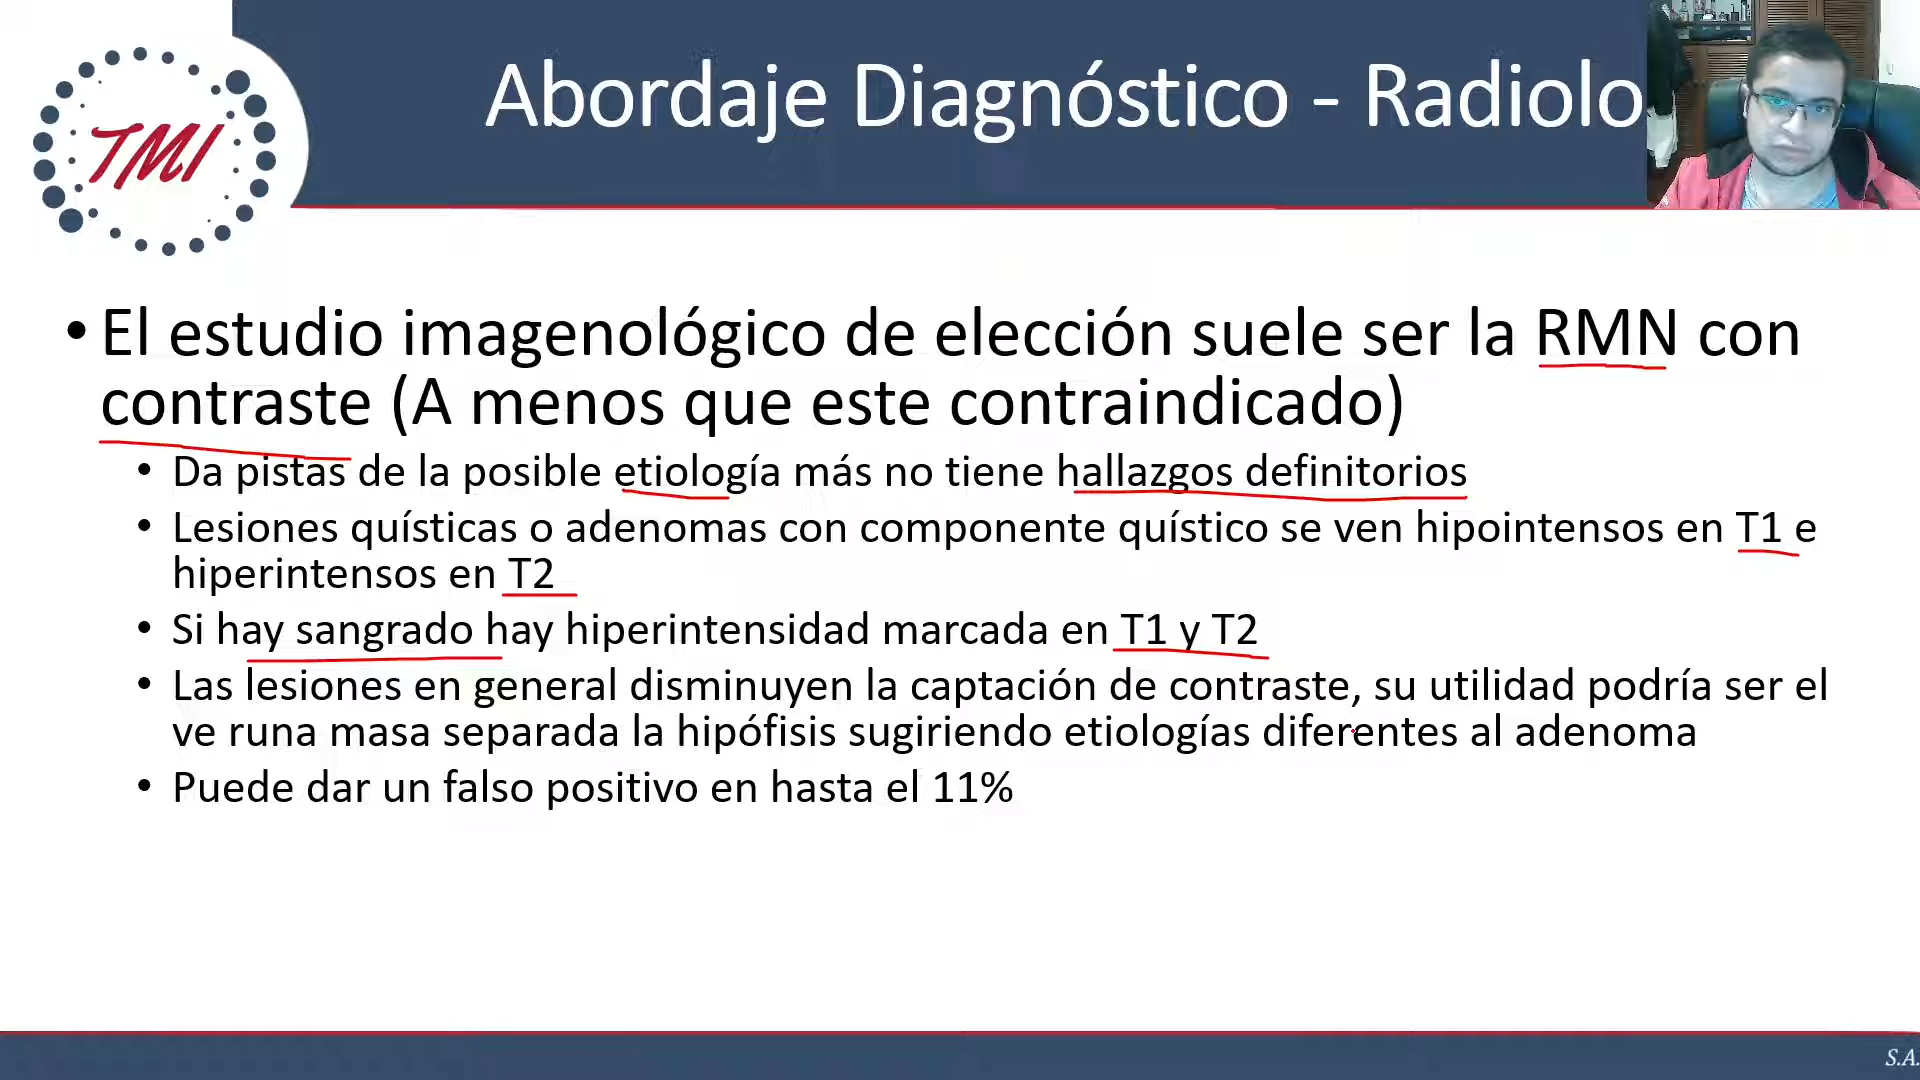 TMI
Abordaje Diagnóstico - Radiolo
• El estudio imagenológico de elección suele ser la RMN con
contraste (A menos que este contraindicado)
• Da pistas de la posible etiología más no tiene hallazgos definitorios
• Lesiones quísticas o adenomas con componente quístico se ven hipointensos en T1 e
hiperintensos en T2
• Si hay sangrado hay hiperintensidad marcada en T1 y T2
• Las lesiones en general disminuyen la captación de contraste, su utilidad podría ser el
ve runa masa separada la hipófisis sugiriendo etiologías diferentes al adenoma
• Puede dar un falso positivo en hasta el 11%
S.A.